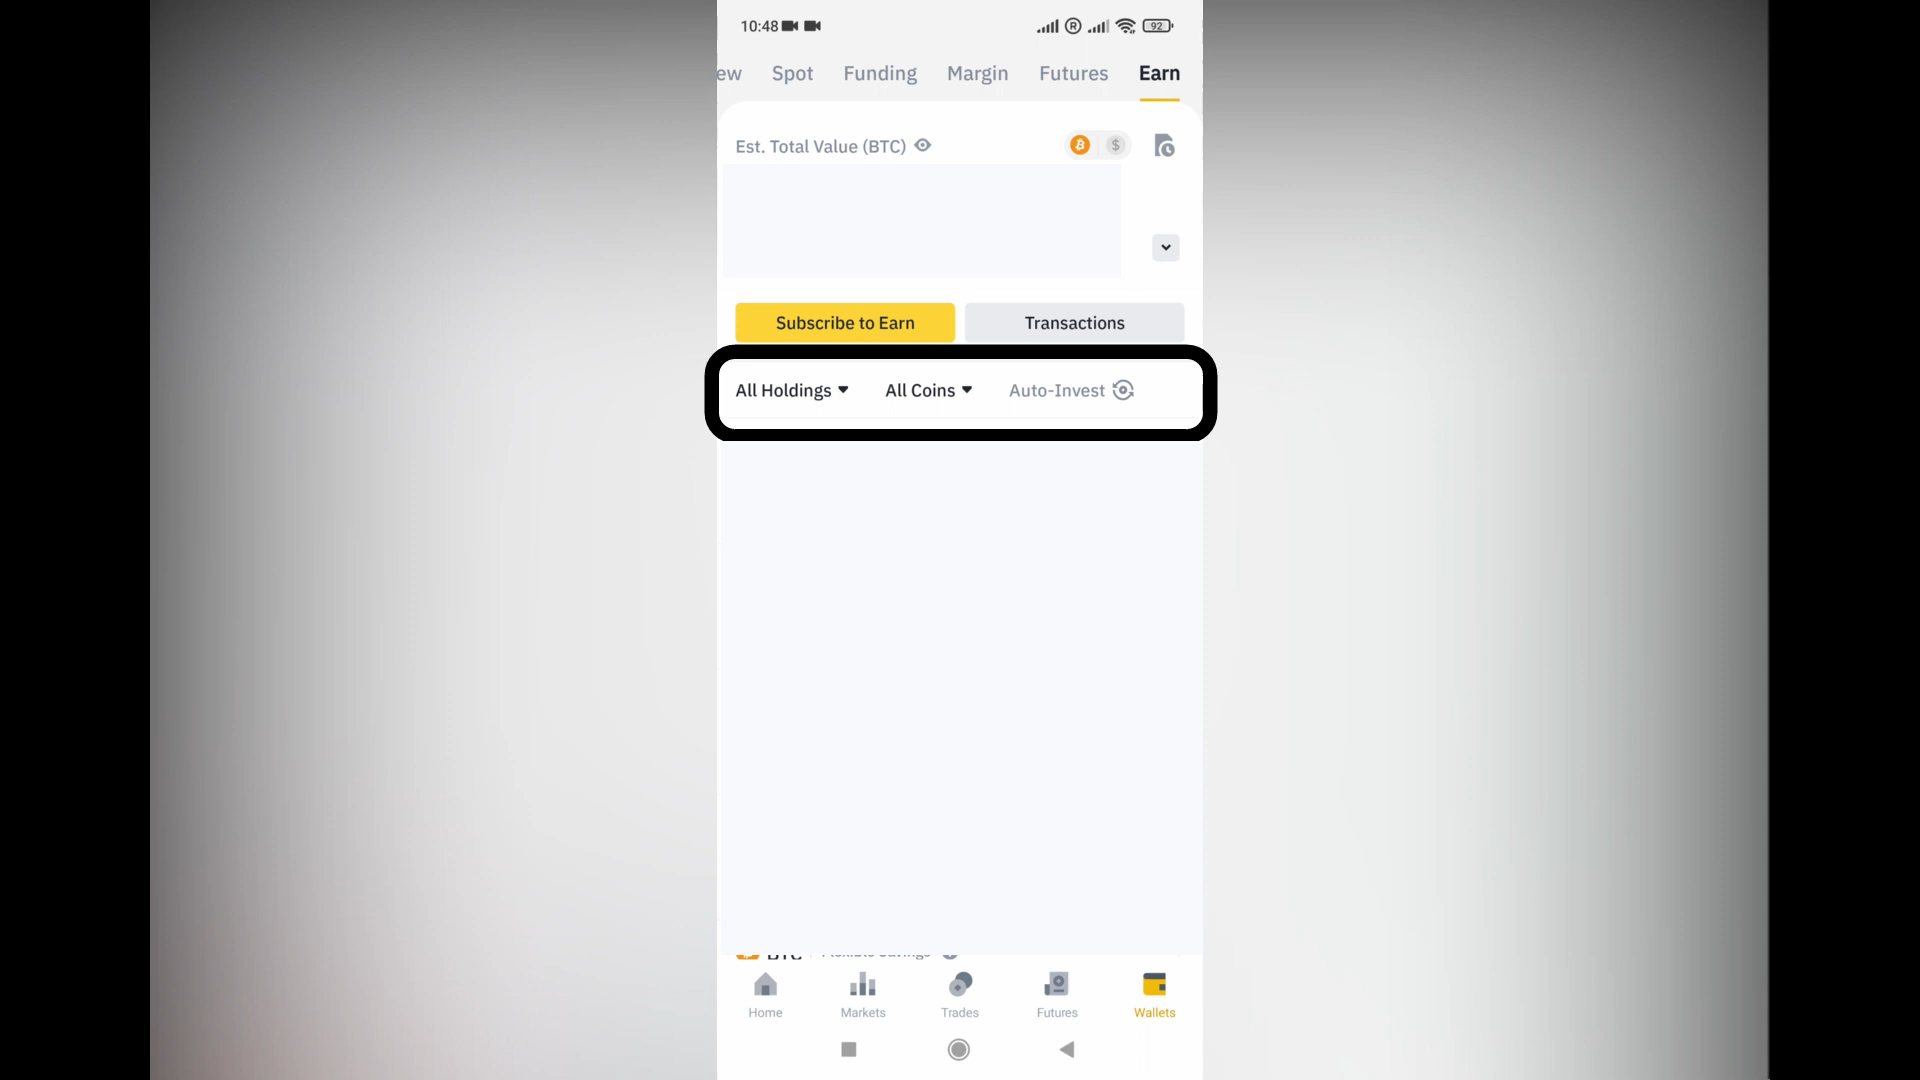 10:48 R 92
ew Spot Funding Margin Futures Earn
Est. Total Value (BTC) $
Subscribe to Earn Transactions
All Holdings All Coins Auto-Invest
BTC Flexible Savings
Home Markets Trades Futures Wallets